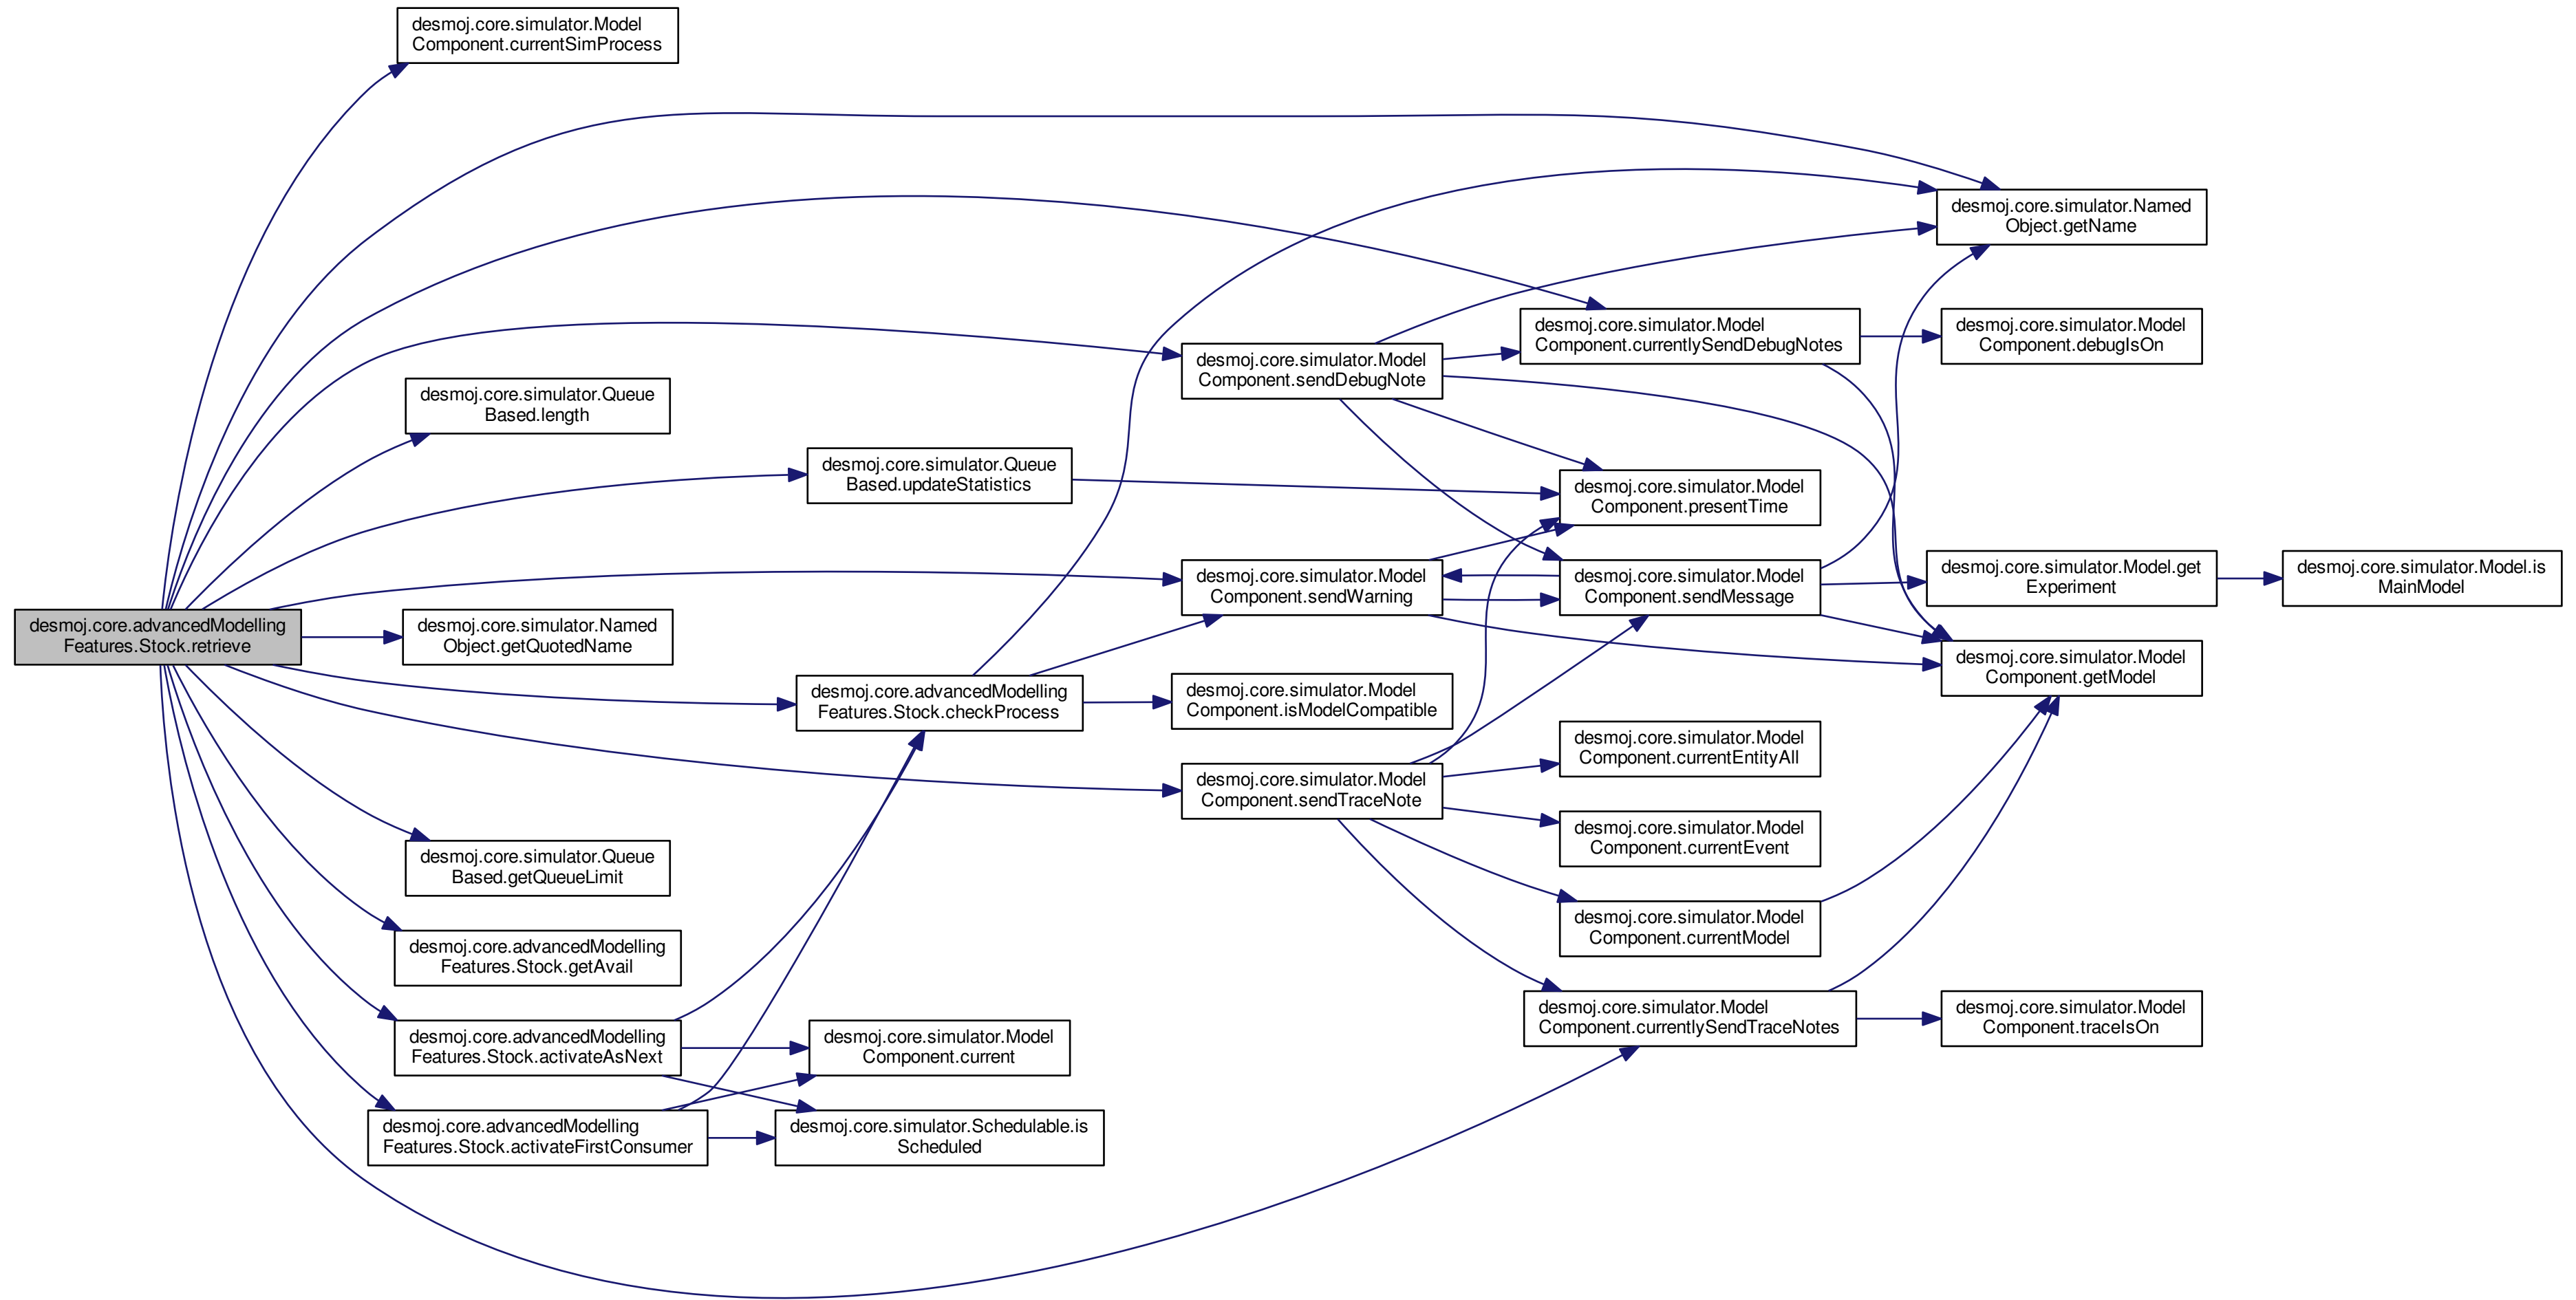 desmoj.core.simulator.Model
Component.currentSimProcess
desmoj.core.simulator.Named
Object.getName
desmoj.core.simulator.Model
Component.currentlySendDebugNotes
desmoj.core.simulator.Model
Component.debugIsOn
desmoj.core.simulator.Model
Component.sendDebugNote
desmoj.core.simulator.Queue
Based.length
desmoj.core.simulator.Queue
Based.updateStatistics
desmoj.core.simulator.Model
Component.presentTime
desmoj.core.simulator.Model
Component.sendWarning
desmoj.core.simulator.Model
Component.sendMessage
desmoj.core.simulator.Model.get
Experiment
desmoj.core.simulator.Model.is
MainModel
desmoj.core.advancedModelling
Features.Stock.retrieve
desmoj.core.simulator.Named
Object.getQuotedName
desmoj.core.simulator.Model
Component.getModel
desmoj.core.advancedModelling
Features.Stock.checkProcess
desmoj.core.simulator.Model
Component.isModelCompatible
desmoj.core.simulator.Model
Component.currentEntityAll
desmoj.core.simulator.Model
Component.sendTraceNote
desmoj.core.simulator.Model
Component.currentEvent
desmoj.core.simulator.Queue
Based.getQueueLimit
desmoj.core.simulator.Model
Component.currentModel
desmoj.core.advancedModelling
Features.Stock.getAvail
desmoj.core.simulator.Model
Component.currentlySendTraceNotes
desmoj.core.simulator.Model
Component.traceIsOn
desmoj.core.advancedModelling
Features.Stock.activateAsNext
desmoj.core.simulator.Model
Component.current
desmoj.core.advancedModelling
Features.Stock.activateFirstConsumer
desmoj.core.simulator.Schedulable.is
Scheduled